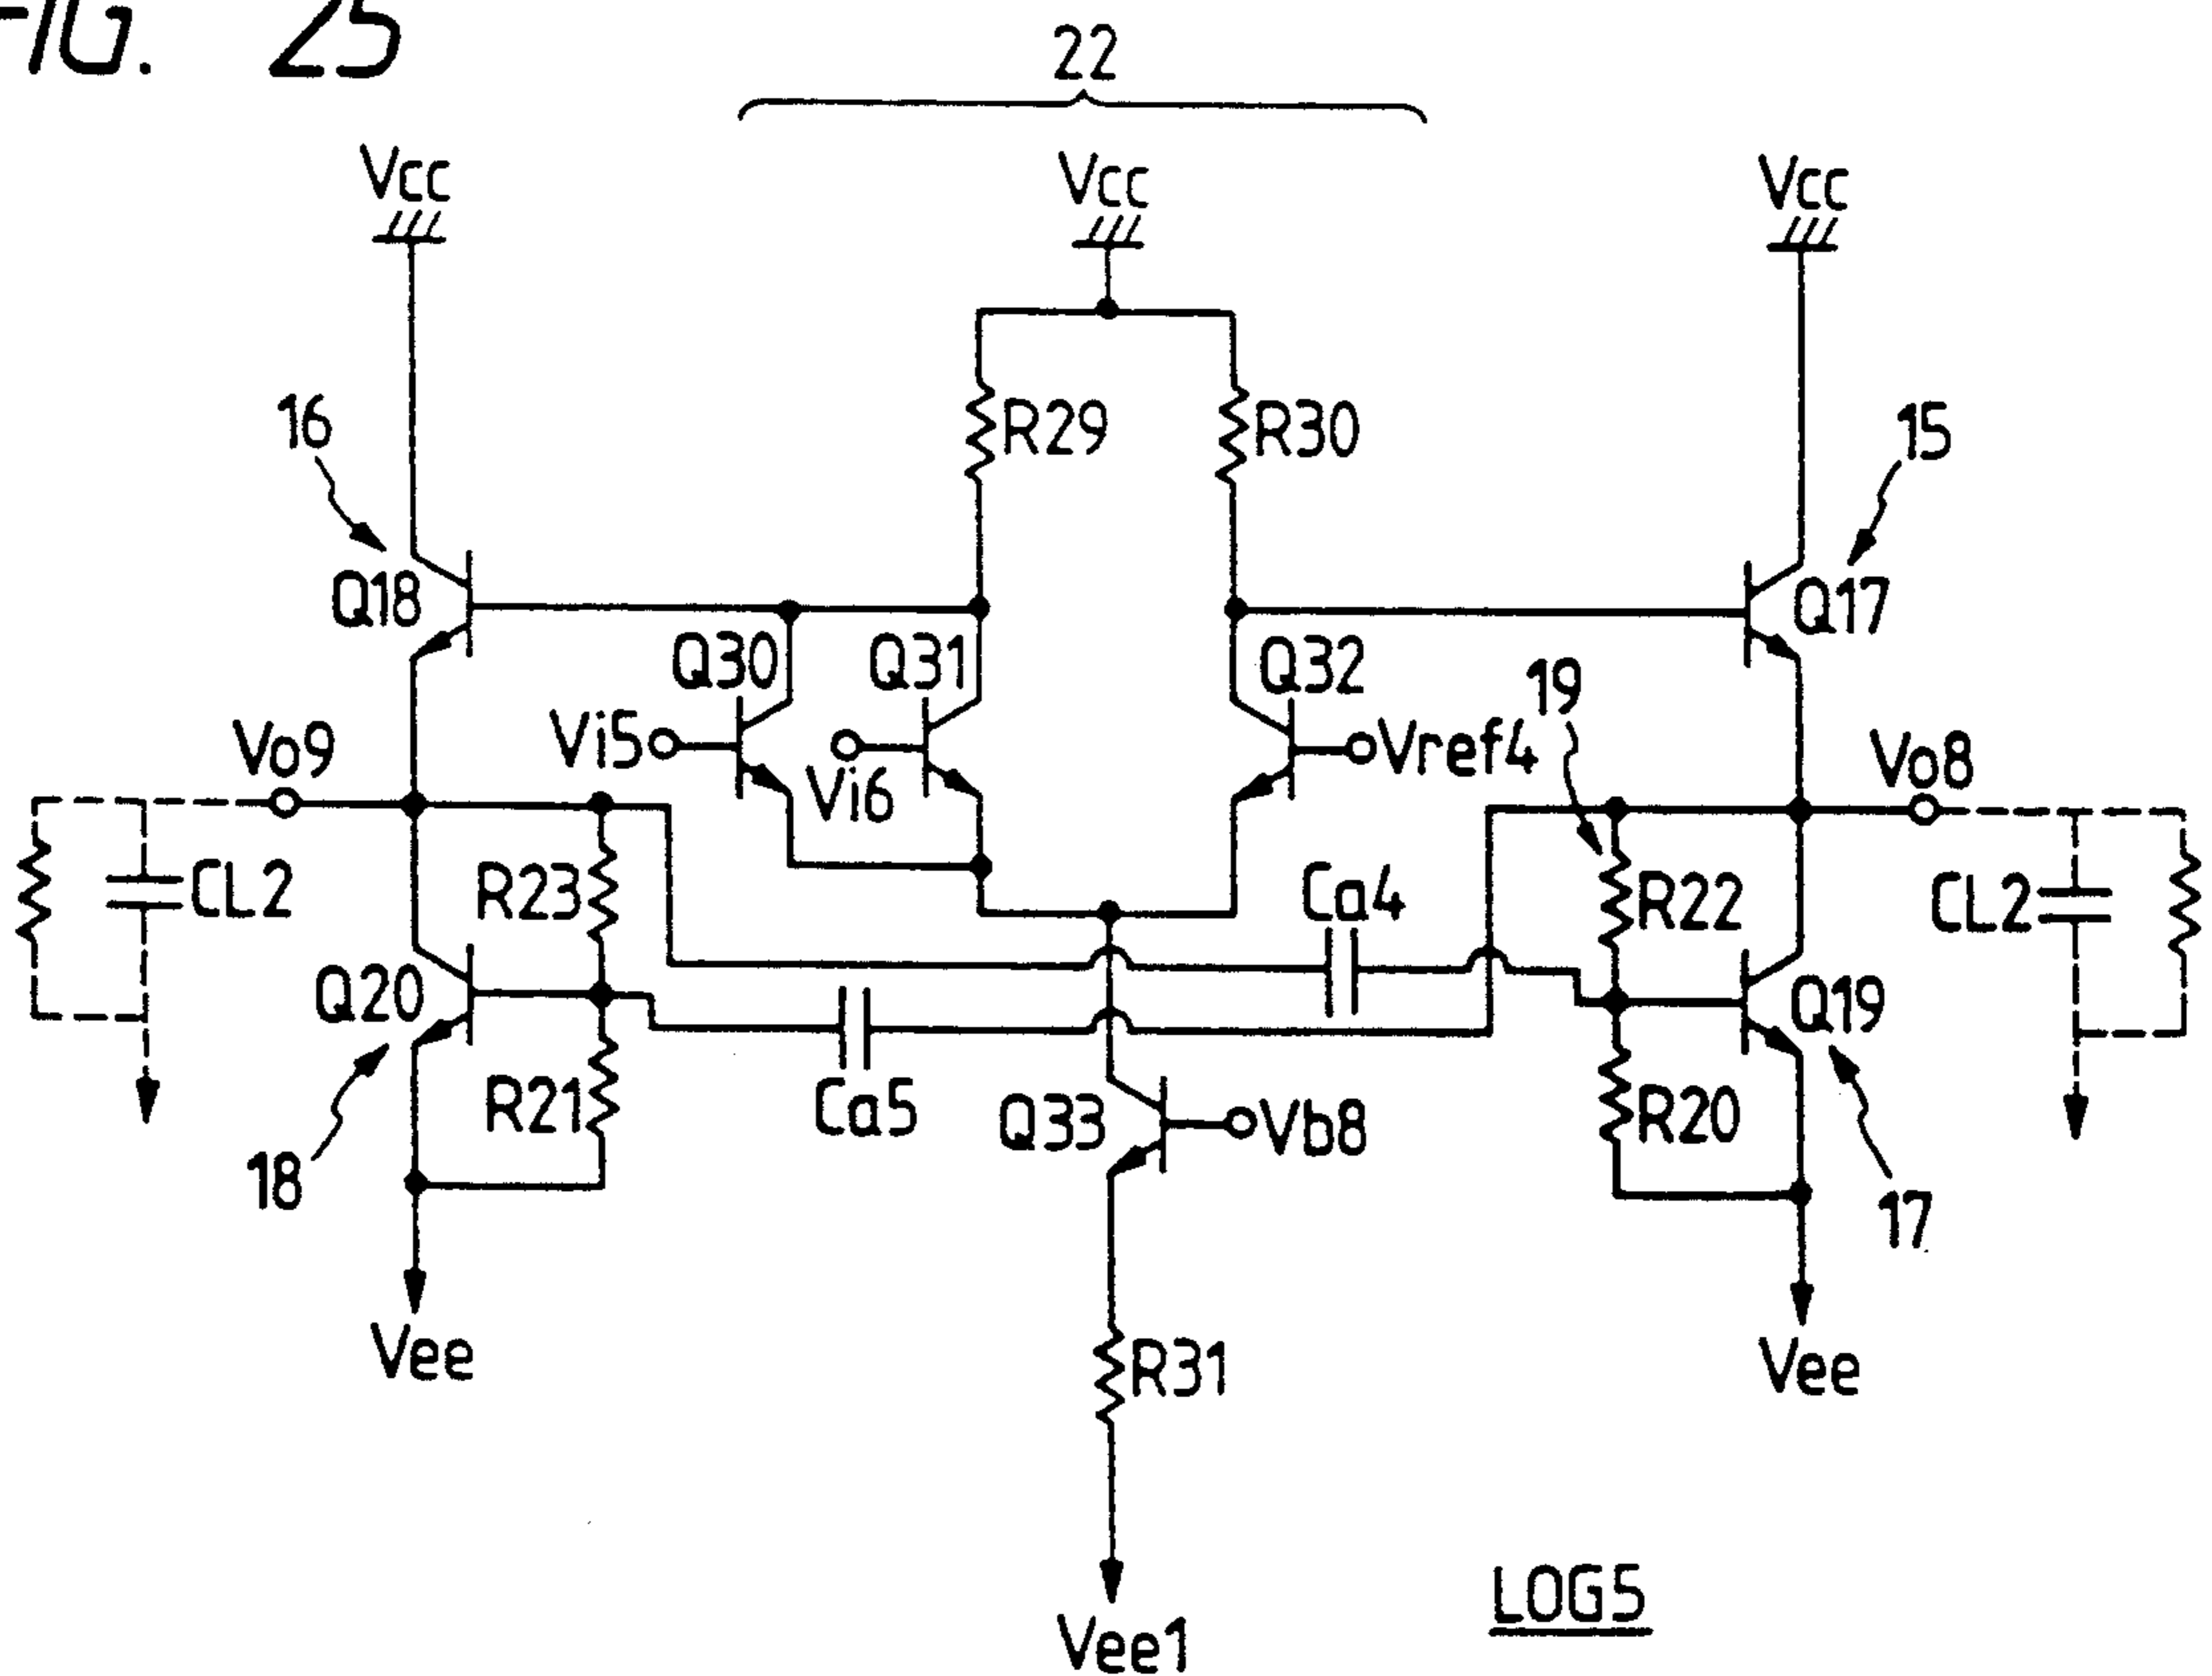 FIG. 25
22
Vcc
Vcc
Vcc
16
R29
R30
15
Q18
Q17
Q30
Q31
Q32
19
Vo9
Vi5
Vi6
Vref4
Vo8
CL2
R23
Ca4
R22
CL2
Q20
Q19
R21
Ca5
Q33
Vb8
R20
18
17
Vee
R31
Vee
LOG5
Vee1